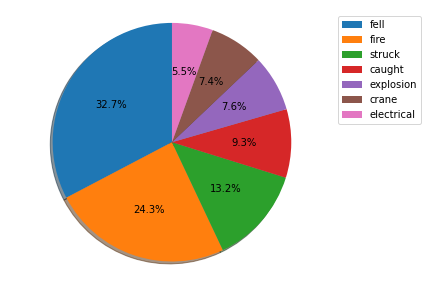 fell
fire
struck
caught
explosion
crane
electrical
5.5%
7.4%
7.6%
32.7%
9.3%
13.2%
24.3%